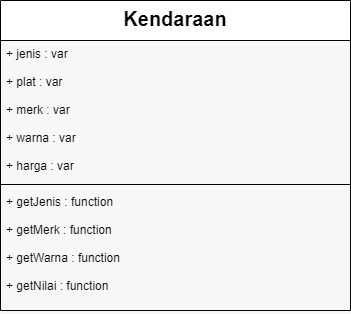 Kendaraan
+ jenis : var
+ plat : var
+ merk : var
+ warna : var
+ harga : var
+ getJenis : function
+ getMerk : function
+ getWarna : function
+ getNilai : function